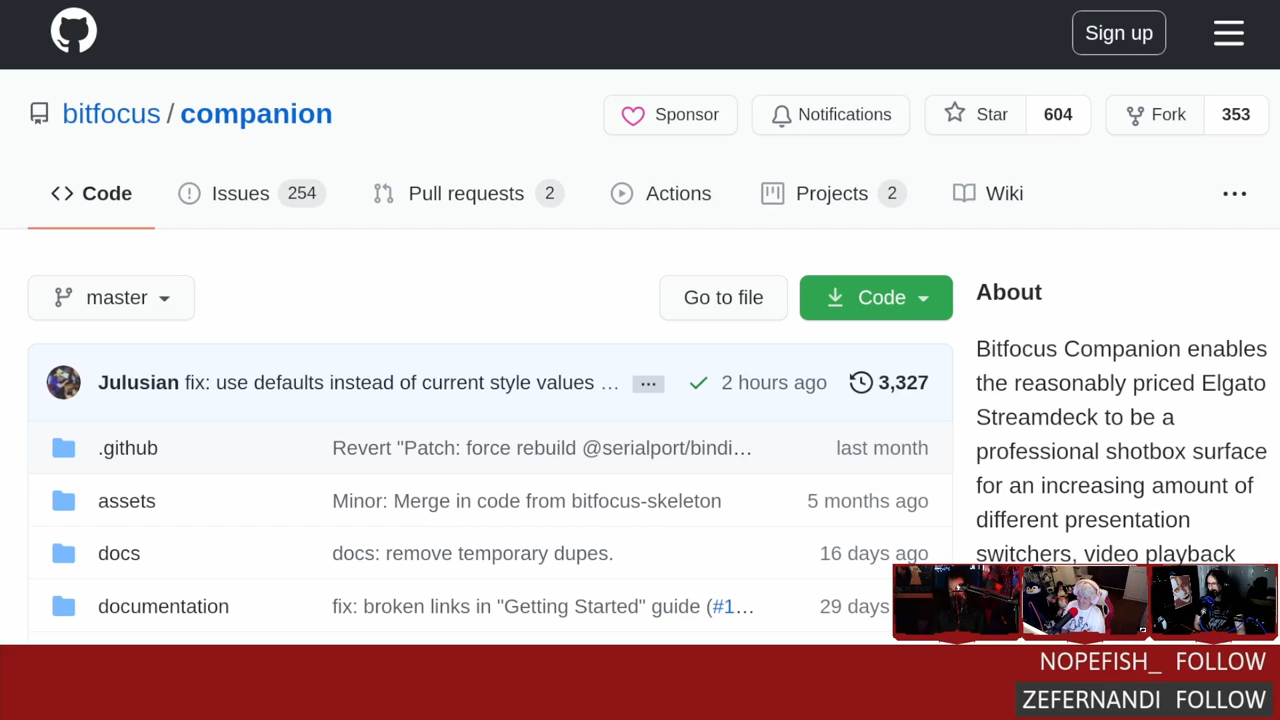 Sign up
bitfocus / companion
Sponsor
Notifications
Star 604
Fork 353
Code
Issues 254
Pull requests 2
Actions
Projects 2
Wiki
master
Go to file
Code
Julusian fix: use defaults instead of current style values … 2 hours ago 3,327
.github Revert "Patch: force rebuild @serialport/bindi… last month
assets Minor: Merge in code from bitfocus-skeleton 5 months ago
docs docs: remove temporary dupes. 16 days ago
documentation fix: broken links in "Getting Started" guide (#1… 29 days
About
Bitfocus Companion enables
the reasonably priced Elgato
Streamdeck to be a
professional shotbox surface
for an increasing amount of
different presentation
switchers, video playback
NOPEFISH_ FOLLOW
ZEFERNANDI FOLLOW